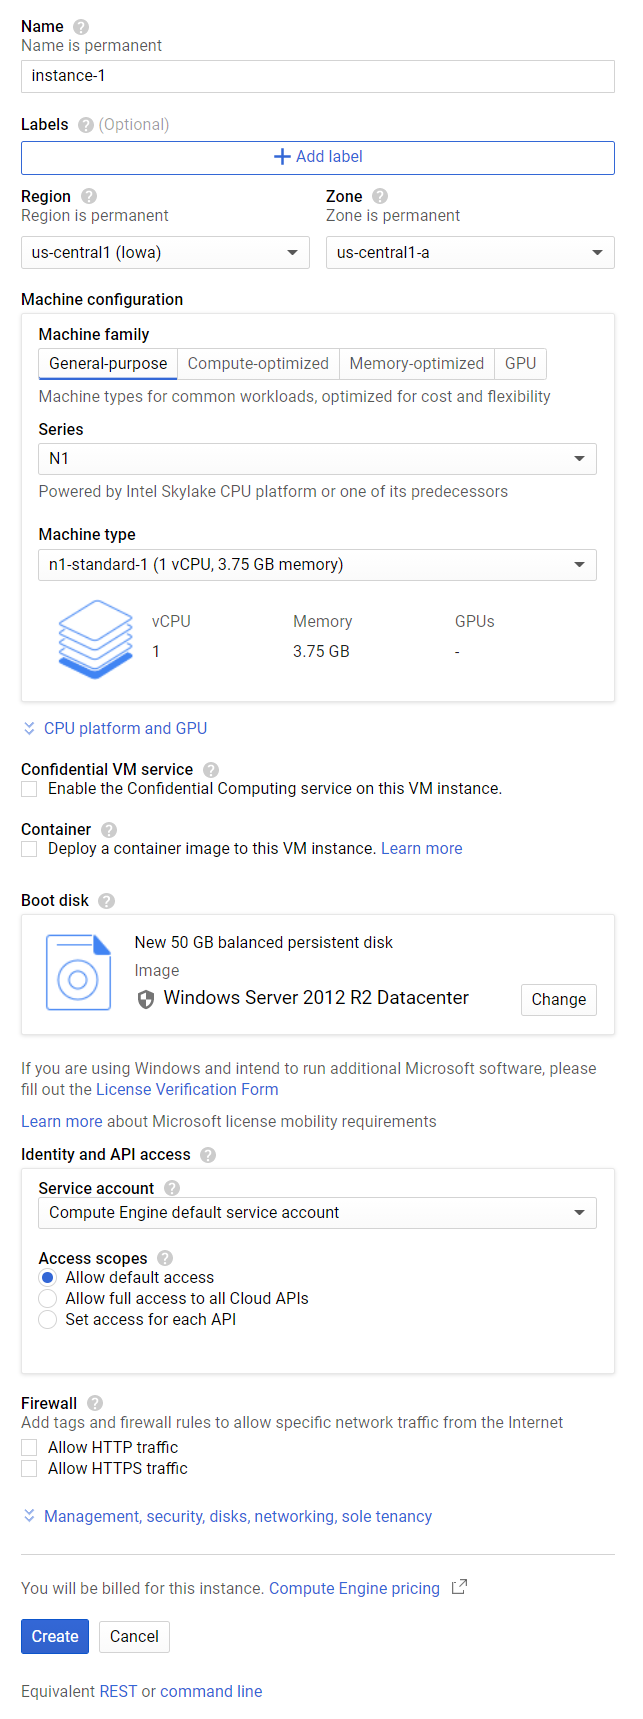 Name
Name is permanent
instance-1
Labels (Optional)
Add label
Region
Region is permanent
us-central1 (Iowa)
Zone
Zone is permanent
us-central1-a
Machine configuration
Machine family
General-purpose Compute-optimized Memory-optimized GPU
Machine types for common workloads, optimized for cost and flexibility
Series
N1
Powered by Intel Skylake CPU platform or one of its predecessors
Machine type
n1-standard-1 (1 vCPU, 3.75 GB memory)
vCPU Memory GPUs
1 3.75 GB -
CPU platform and GPU
Confidential VM service
Enable the Confidential Computing service on this VM instance.
Container
Deploy a container image to this VM instance. Learn more
Boot disk
New 50 GB balanced persistent disk
Image
Windows Server 2012 R2 Datacenter
Change
If you are using Windows and intend to run additional Microsoft software, please
fill out the License Verification Form
Learn more about Microsoft license mobility requirements
Identity and API access
Service account
Compute Engine default service account
Access scopes
Allow default access
Allow full access to all Cloud APIs
Set access for each API
Firewall
Add tags and firewall rules to allow specific network traffic from the Internet
Allow HTTP traffic
Allow HTTPS traffic
Management, security, disks, networking, sole tenancy
You will be billed for this instance. Compute Engine pricing
Create Cancel
Equivalent REST or command line